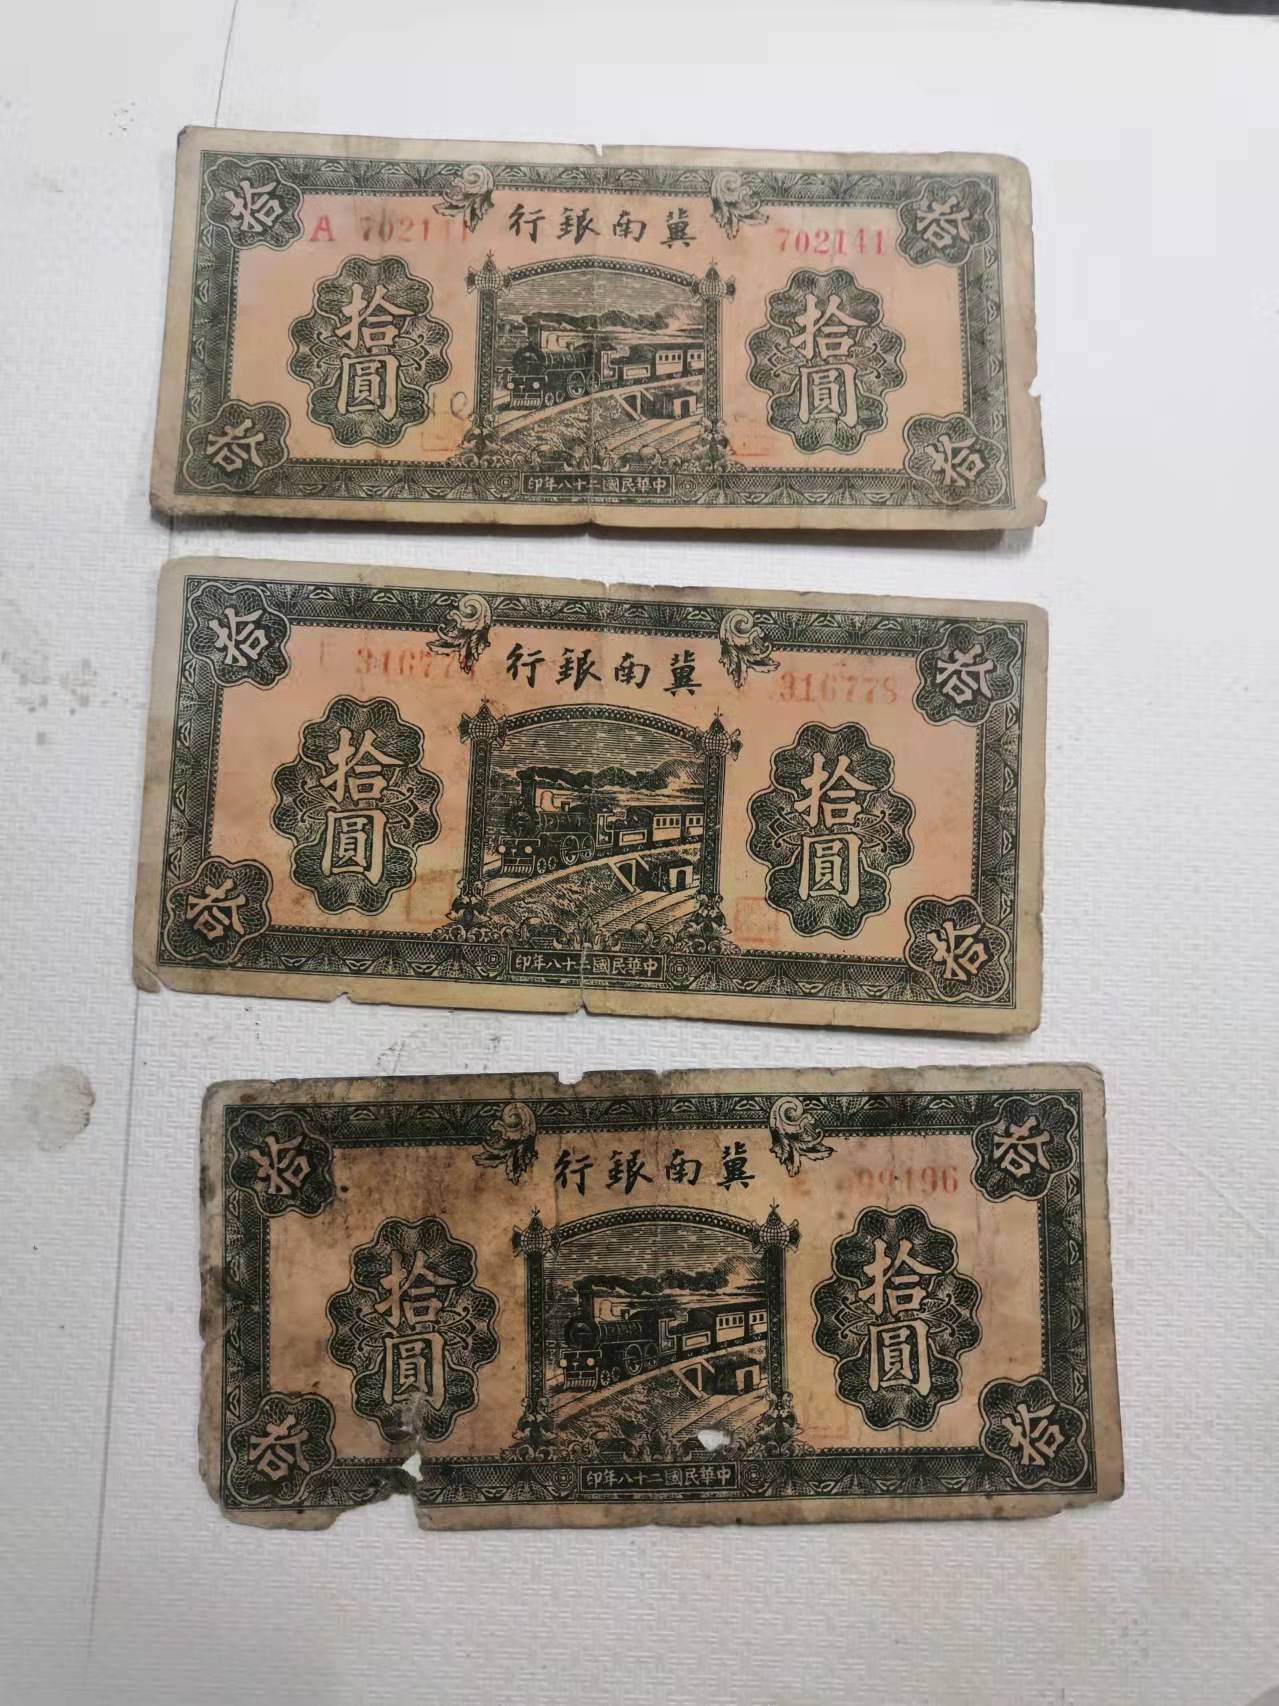 拾
拾
A 702141
冀南銀行
702141
拾圓
拾圓
拾
拾
中華民國二十八年印
拾
拾
316778
冀南銀行
316778
拾圓
拾圓
拾
拾
中華民國二十八年印
拾
拾
冀南銀行
拾圓
拾圓
拾
拾
中華民國二十八年印